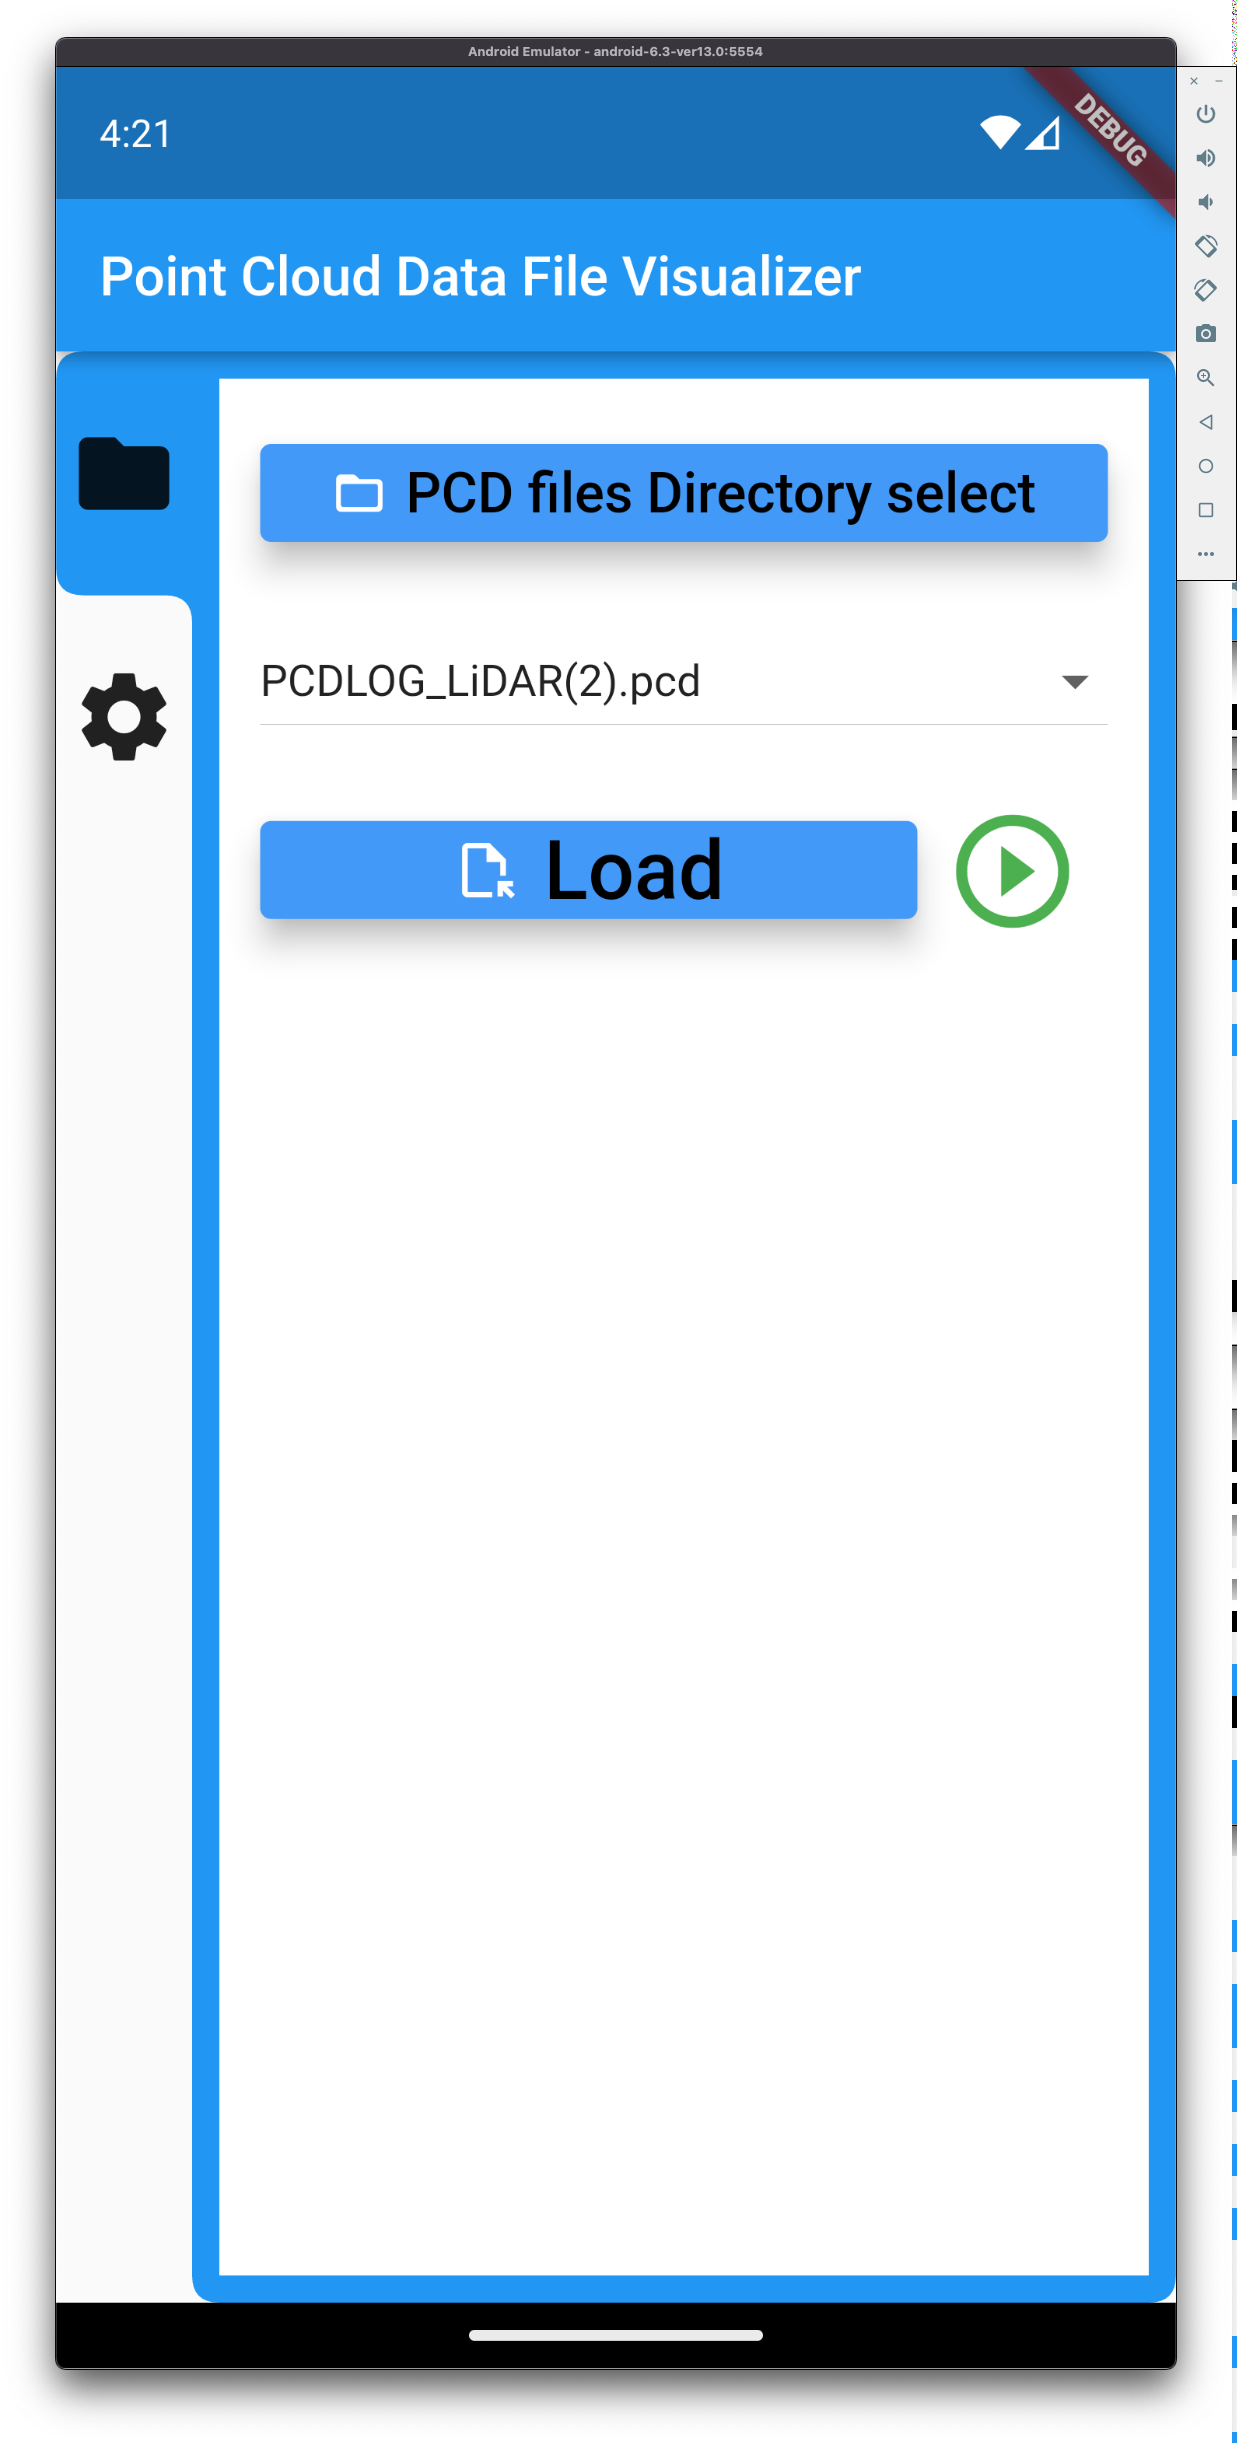 Android Emulator - android-6.3-ver13.0:5554
4:21
DEBUG
Point Cloud Data File Visualizer
PCD files Directory select
PCDLOG_LiDAR(2).pcd
Load